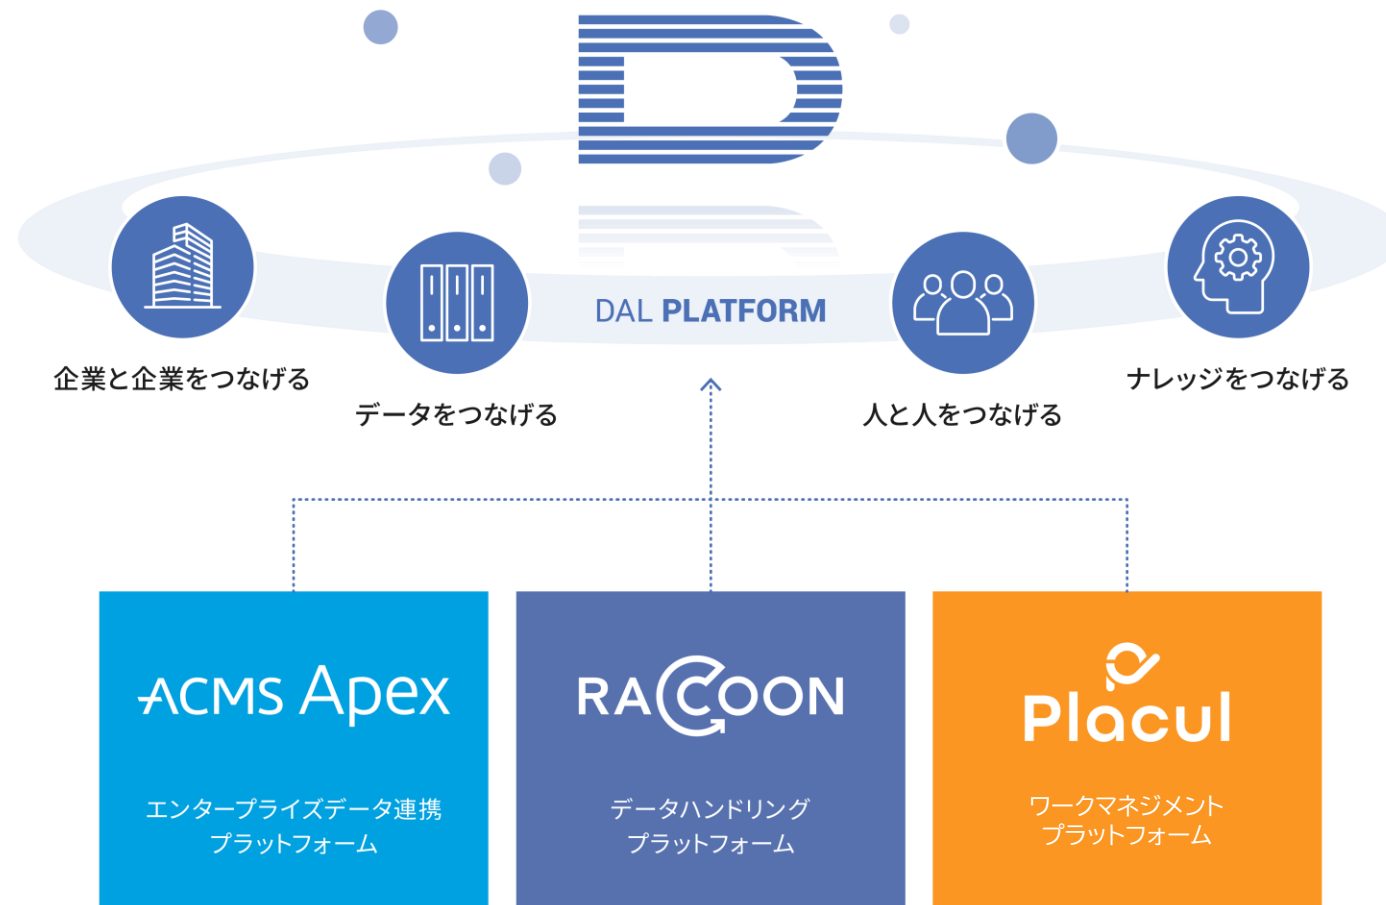 D
DAL PLATFORM
企業と企業をつなげる
データをつなげる
人と人をつなげる
ナレッジをつなげる
ACMS Apex
エンタープライズデータ連携
プラットフォーム
RACCOON
データハンドリング
プラットフォーム
Placul
ワークマネジメント
プラットフォーム